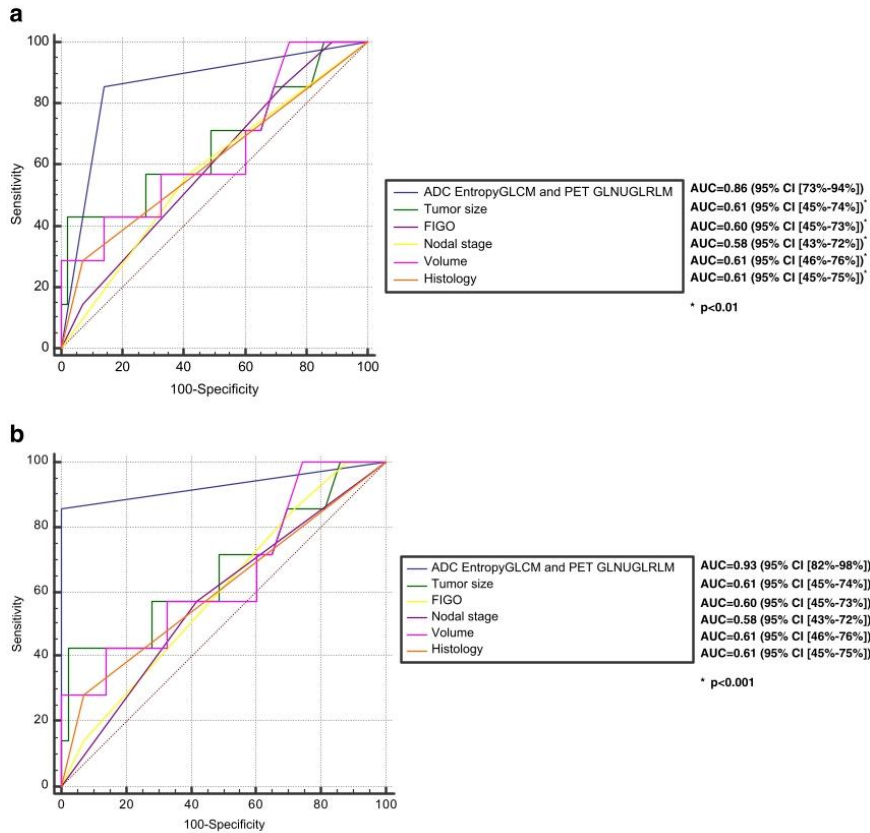 a
100
80
60
40
20
0
Sensitivity
0 20 40 60 80 100
100-Specificity
ADC EntropyGLCM and PET GLNUGLRLM AUC=0.86 (95% CI [73%-94%])
Tumor size AUC=0.61 (95% CI [45%-74%])*
FIGO AUC=0.60 (95% CI [45%-73%])*
Nodal stage AUC=0.58 (95% CI [43%-72%])*
Volume AUC=0.61 (95% CI [46%-76%])*
Histology AUC=0.61 (95% CI [45%-75%])*
* p<0.01
b
100
80
60
40
20
0
Sensitivity
0 20 40 60 80 100
100-Specificity
ADC EntropyGLCM and PET GLNUGLRLM AUC=0.93 (95% CI [82%-98%])
Tumor size AUC=0.61 (95% CI [45%-74%])
FIGO AUC=0.60 (95% CI [45%-73%])
Nodal stage AUC=0.58 (95% CI [43%-72%])
Volume AUC=0.61 (95% CI [46%-76%])
Histology AUC=0.61 (95% CI [45%-75%])
* p<0.001